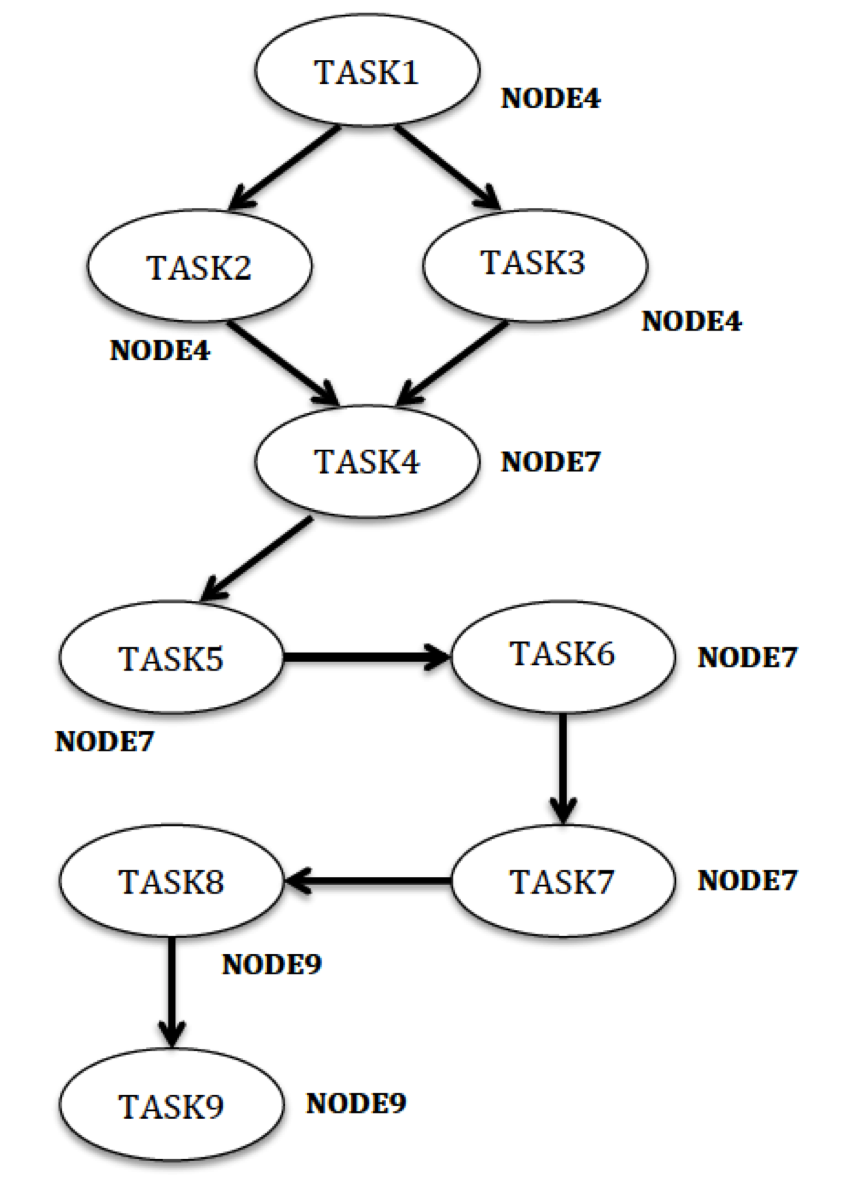 TASK1
NODE4
TASK2
TASK3
NODE4
NODE4
TASK4
NODE7
TASK5
TASK6
NODE7
NODE7
TASK8
TASK7
NODE7
NODE9
TASK9
NODE9